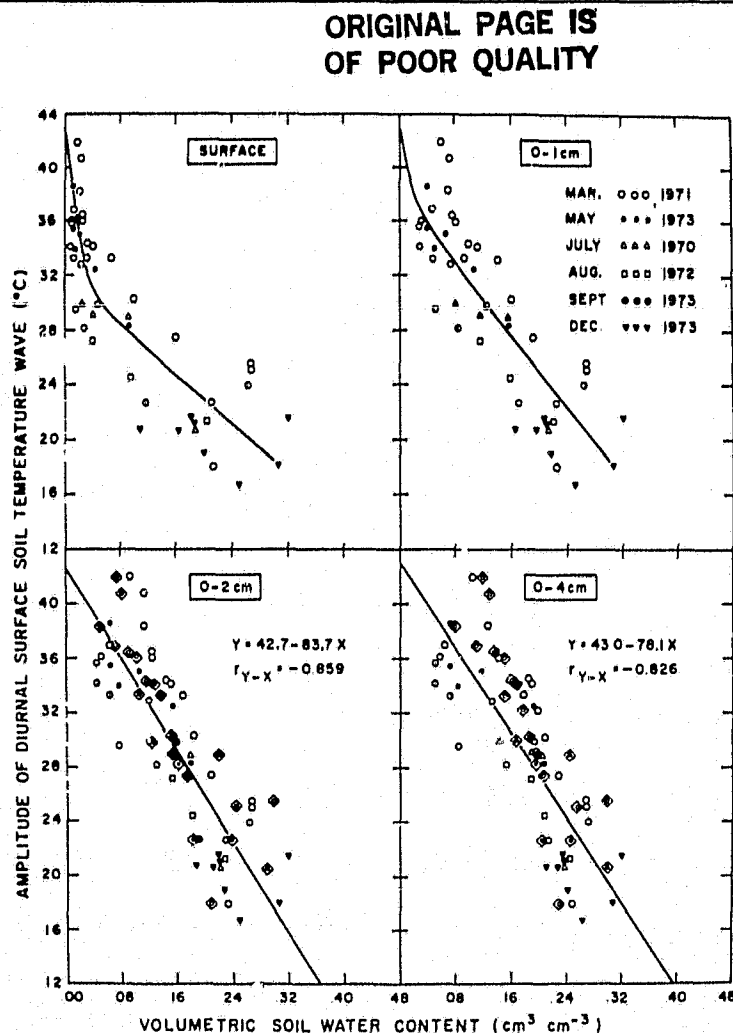 ORIGINAL PAGE IS
OF POOR QUALITY
AMPLITUDE OF DIURNAL SURFACE SOIL TEMPERATURE WAVE (°C)
44
40
36
32
28
24
20
16
12
SURFACE
0-1cm
MAR. 1971
MAY 1973
JULY 1970
AUG. 1972
SEPT 1973
DEC. 1973
40
36
32
28
24
20
16
12
0-2cm
Y=42.7-83.7X
rY-X =-0.859
0-4cm
Y=43.0-78.1X
rY-X =-0.826
.00 .08 .16 .24 .32 .40 .48 .08 .16 .24 .32 .40 .48
VOLUMETRIC SOIL WATER CONTENT (cm³ cm⁻³)